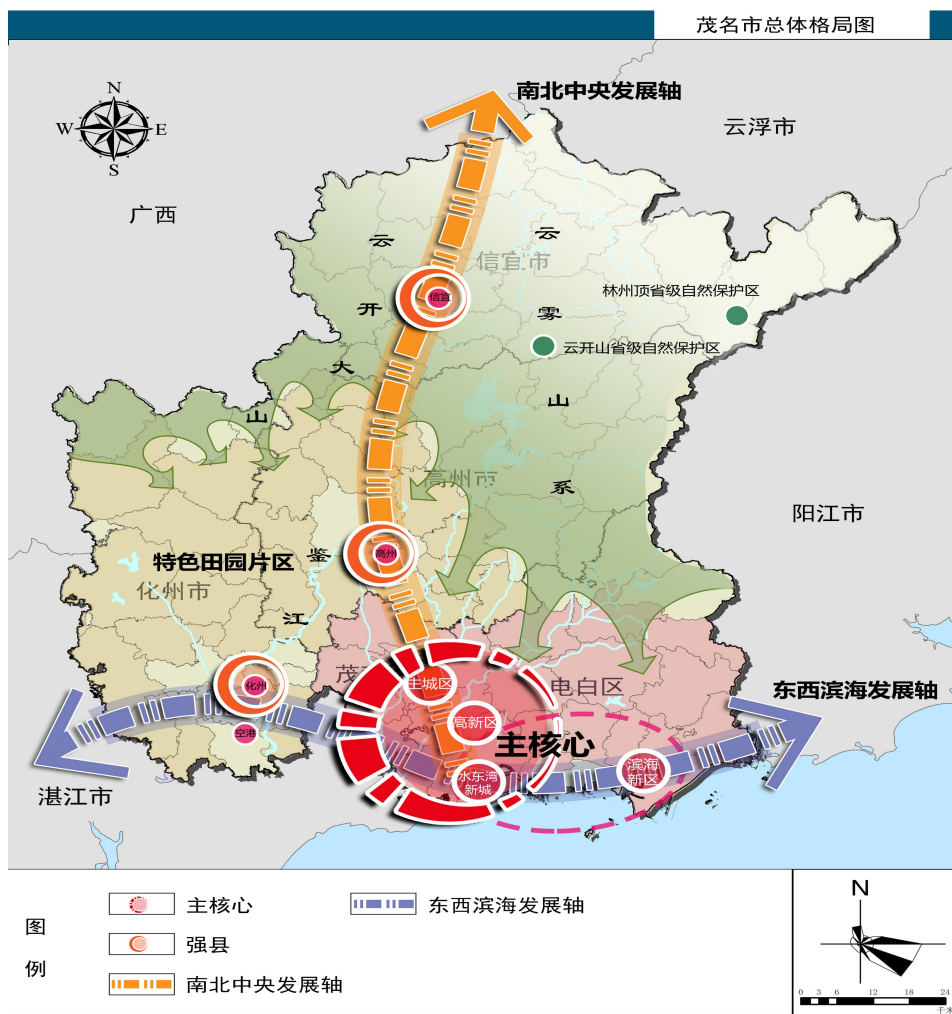 茂名市总体格局图
南北中央发展轴
云浮市
N
W
E
S
广西
云开大山
云雾山系
信宜市
信宜
林州顶省级自然保护区
云开山省级自然保护区
高州市
阳江市
特色田园片区
化州市
鉴江
高州
茂
主城区
电白区
化州
空港
高新区
主核心
东西滨海发展轴
水东湾
新城
滨海
新区
湛江市
图例
主核心
强县
南北中央发展轴
东西滨海发展轴
N
0 3 6 12 18 24
千米